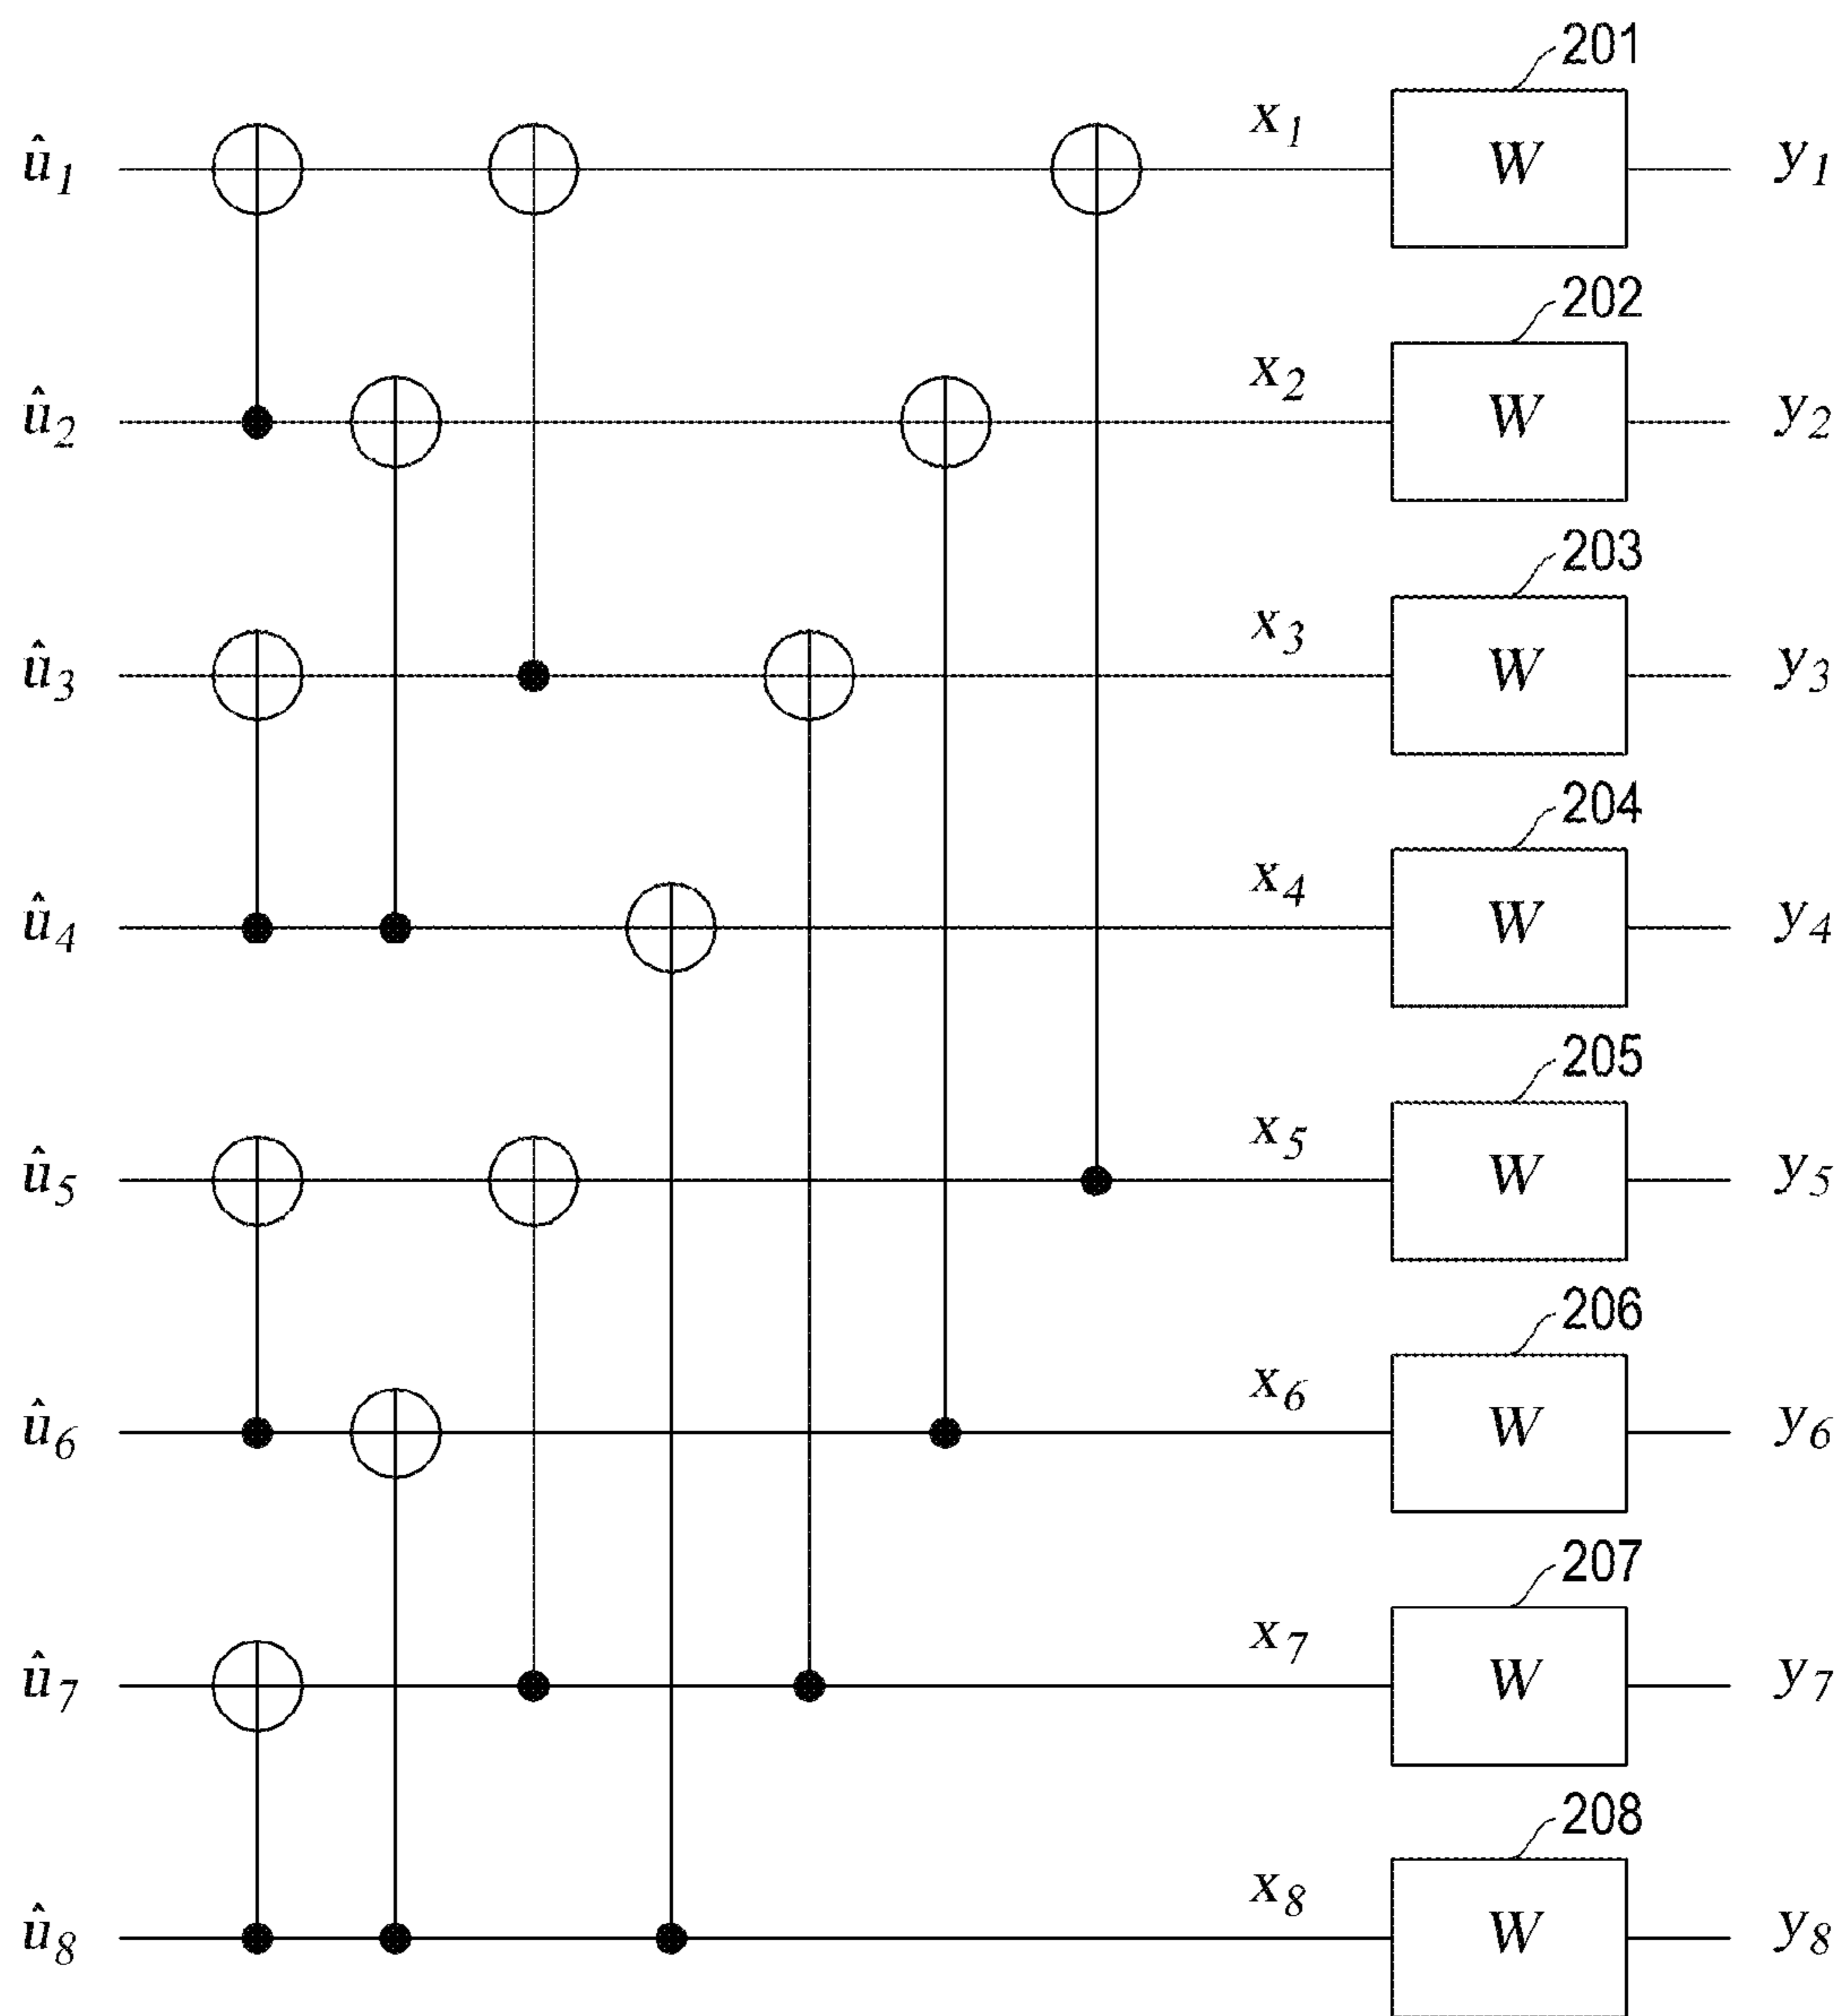 201
û₁ x₁ W y₁
202
û₂ x₂ W y₂
203
û₃ x₃ W y₃
204
û₄ x₄ W y₄
205
û₅ x₅ W y₅
206
û₆ x₆ W y₆
207
û₇ x₇ W y₇
208
û₈ x₈ W y₈